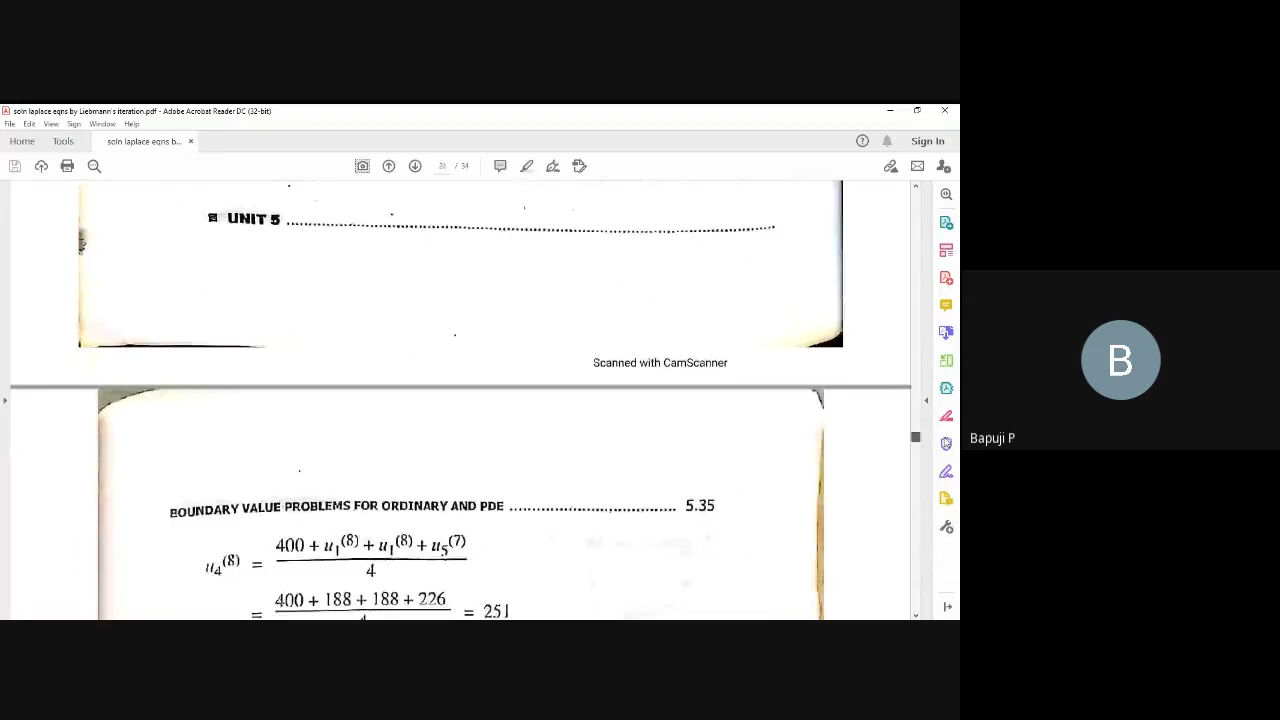 soln laplace eqns by Liebmann's iteration.pdf - Adobe Acrobat Reader DC (32-bit)
File Edit View Sign Window Help
Home Tools soln laplace eqns b... × Sign In
/ 34
UNIT 5 ................................................
Scanned with CamScanner
BOUNDARY VALUE PROBLEMS FOR ORDINARY AND PDE .................................. 5.35
u₄⁽⁸⁾ = (400 + u₁⁽⁸⁾ + u₁⁽⁸⁾ + u₅⁽⁷⁾) / 4
= (400 + 188 + 188 + 226) / 4 = 251
B
Bapuji P